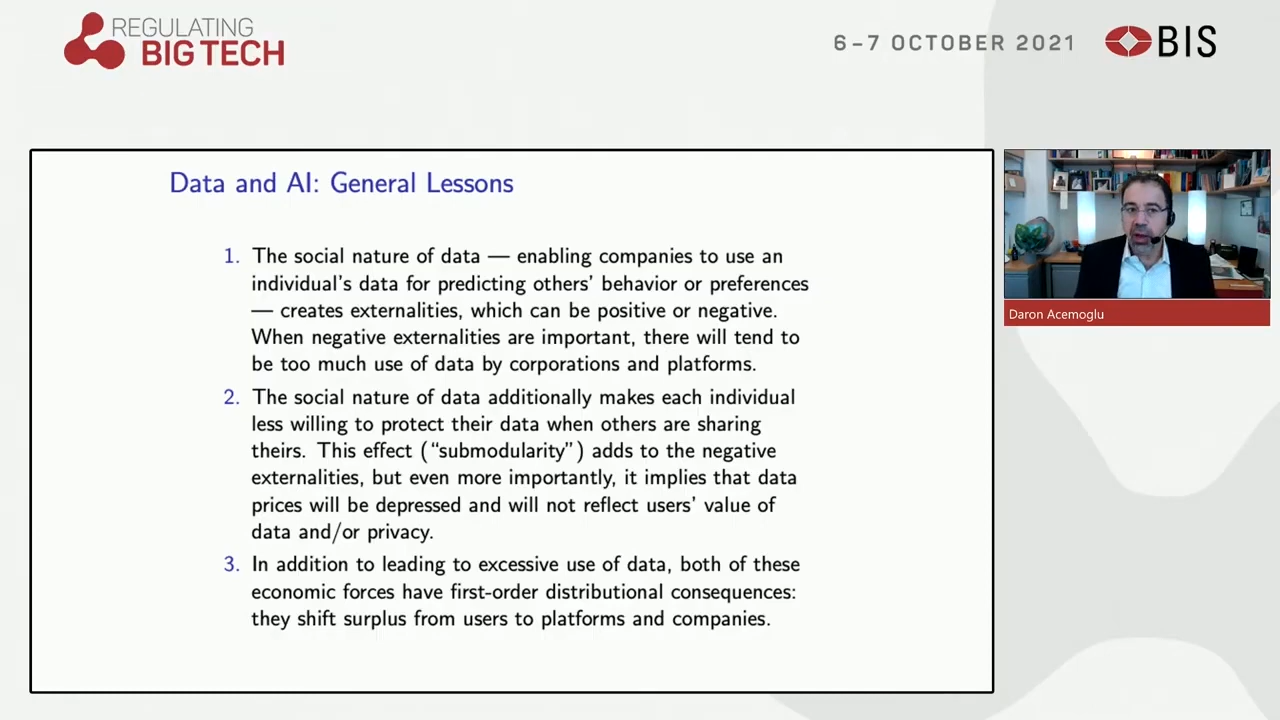 REGULATING
BIG TECH
6–7 OCTOBER 2021
BIS
Data and AI: General Lessons
1. The social nature of data — enabling companies to use an
individual's data for predicting others' behavior or preferences
— creates externalities, which can be positive or negative.
When negative externalities are important, there will tend to
be too much use of data by corporations and platforms.
2. The social nature of data additionally makes each individual
less willing to protect their data when others are sharing
theirs. This effect (“submodularity”) adds to the negative
externalities, but even more importantly, it implies that data
prices will be depressed and will not reflect users' value of
data and/or privacy.
3. In addition to leading to excessive use of data, both of these
economic forces have first-order distributional consequences:
they shift surplus from users to platforms and companies.
Daron Acemoglu